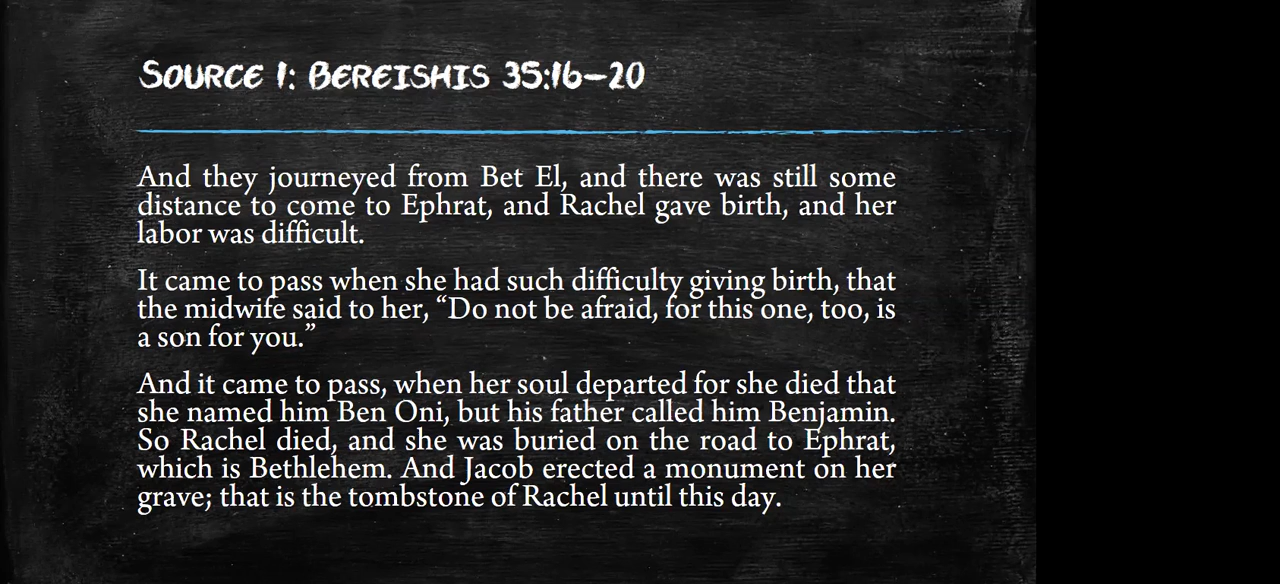 Source 1: Bereishis 35:16–20
And they journeyed from Bet El, and there was still some
distance to come to Ephrat, and Rachel gave birth, and her
labor was difficult.
It came to pass when she had such difficulty giving birth, that
the midwife said to her, “Do not be afraid, for this one, too, is
a son for you.”
And it came to pass, when her soul departed for she died that
she named him Ben Oni, but his father called him Benjamin.
So Rachel died, and she was buried on the road to Ephrat,
which is Bethlehem. And Jacob erected a monument on her
grave; that is the tombstone of Rachel until this day.